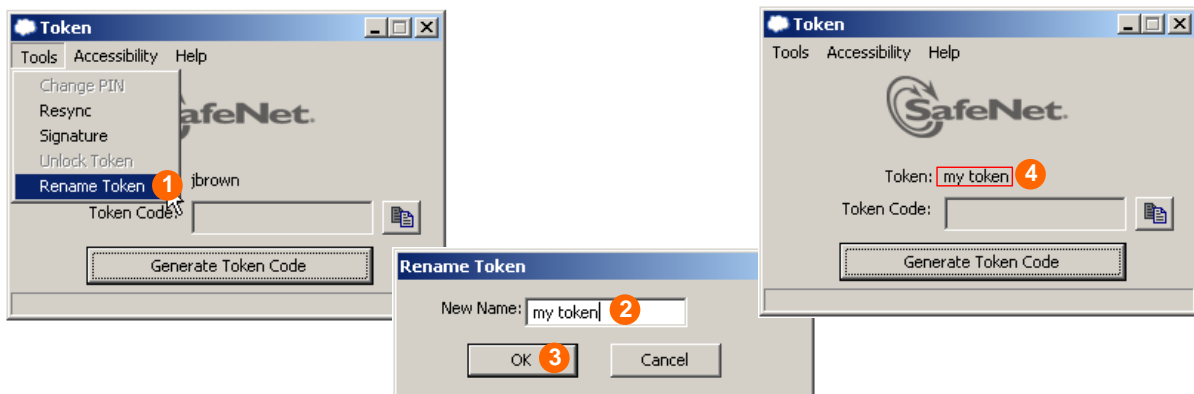 Token
Tools Accessibility Help
Change PIN
Resync
Signature
Unlock Token
Rename Token 1
afeNet.
jbrown
Token Code:
Generate Token Code
Rename Token
New Name: my token 2
OK 3 Cancel
Token
Tools Accessibility Help
SafeNet.
Token: my token 4
Token Code:
Generate Token Code